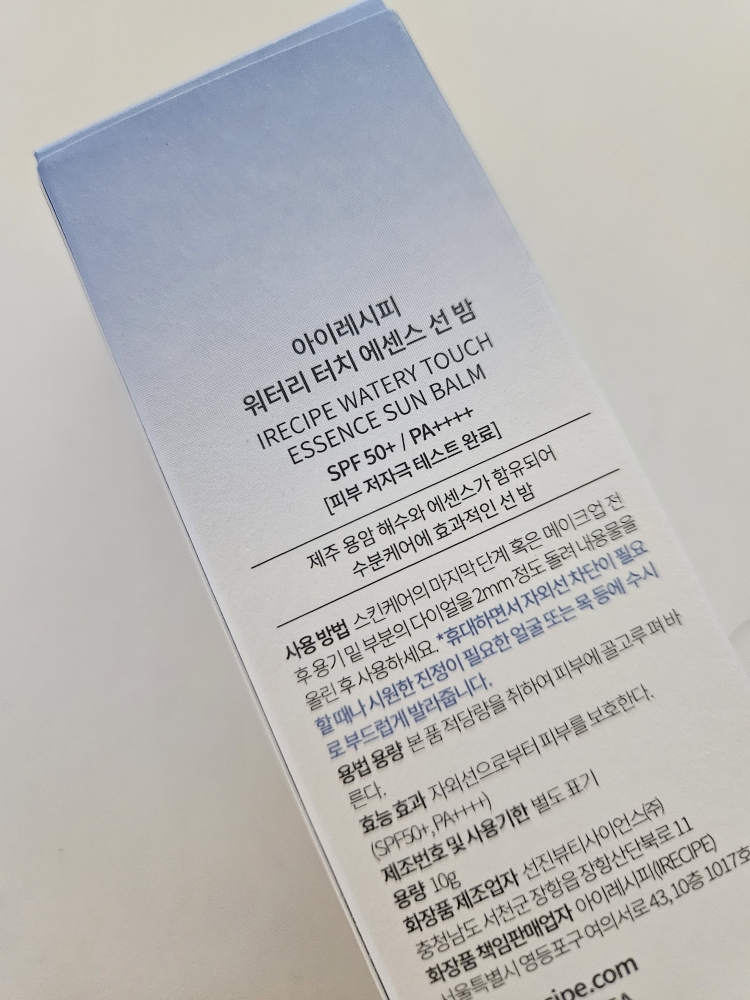 아이레시피
워터리 터치 에센스 선 밤
IRECIPE WATERY TOUCH
ESSENCE SUN BALM
SPF 50+ / PA++++
[피부 저자극 테스트 완료]
제주 용암 해수와 에센스가 함유되어
수분케어에 효과적인 선 밤
사용 방법 스킨케어의 마지막 단계 혹은 메이크업 전
후 용기 밑 부분의 다이얼을 2mm 정도 돌려 내용물을
올린 후 사용하세요. *휴대하면서 자외선 차단이 필요
할 때나 시원한 진정이 필요한 얼굴 또는 목 등에 수시
로 부드럽게 발라줍니다.
용법 용량 본 품 적당량을 취하여 피부에 골고루 펴 바
른다.
효능 효과 자외선으로부터 피부를 보호한다.
(SPF50+, PA++++)
제조번호 및 사용기한 별도 표기
용량 10g
화장품 제조업자 선진뷰티사이언스(주)
충청남도 서천군 장항읍 장항산단북로 11
화장품 책임판매업자 아이레시피(IRECIPE)
서울특별시 영등포구 여의서로 43, 10층 1017호
cipe.com